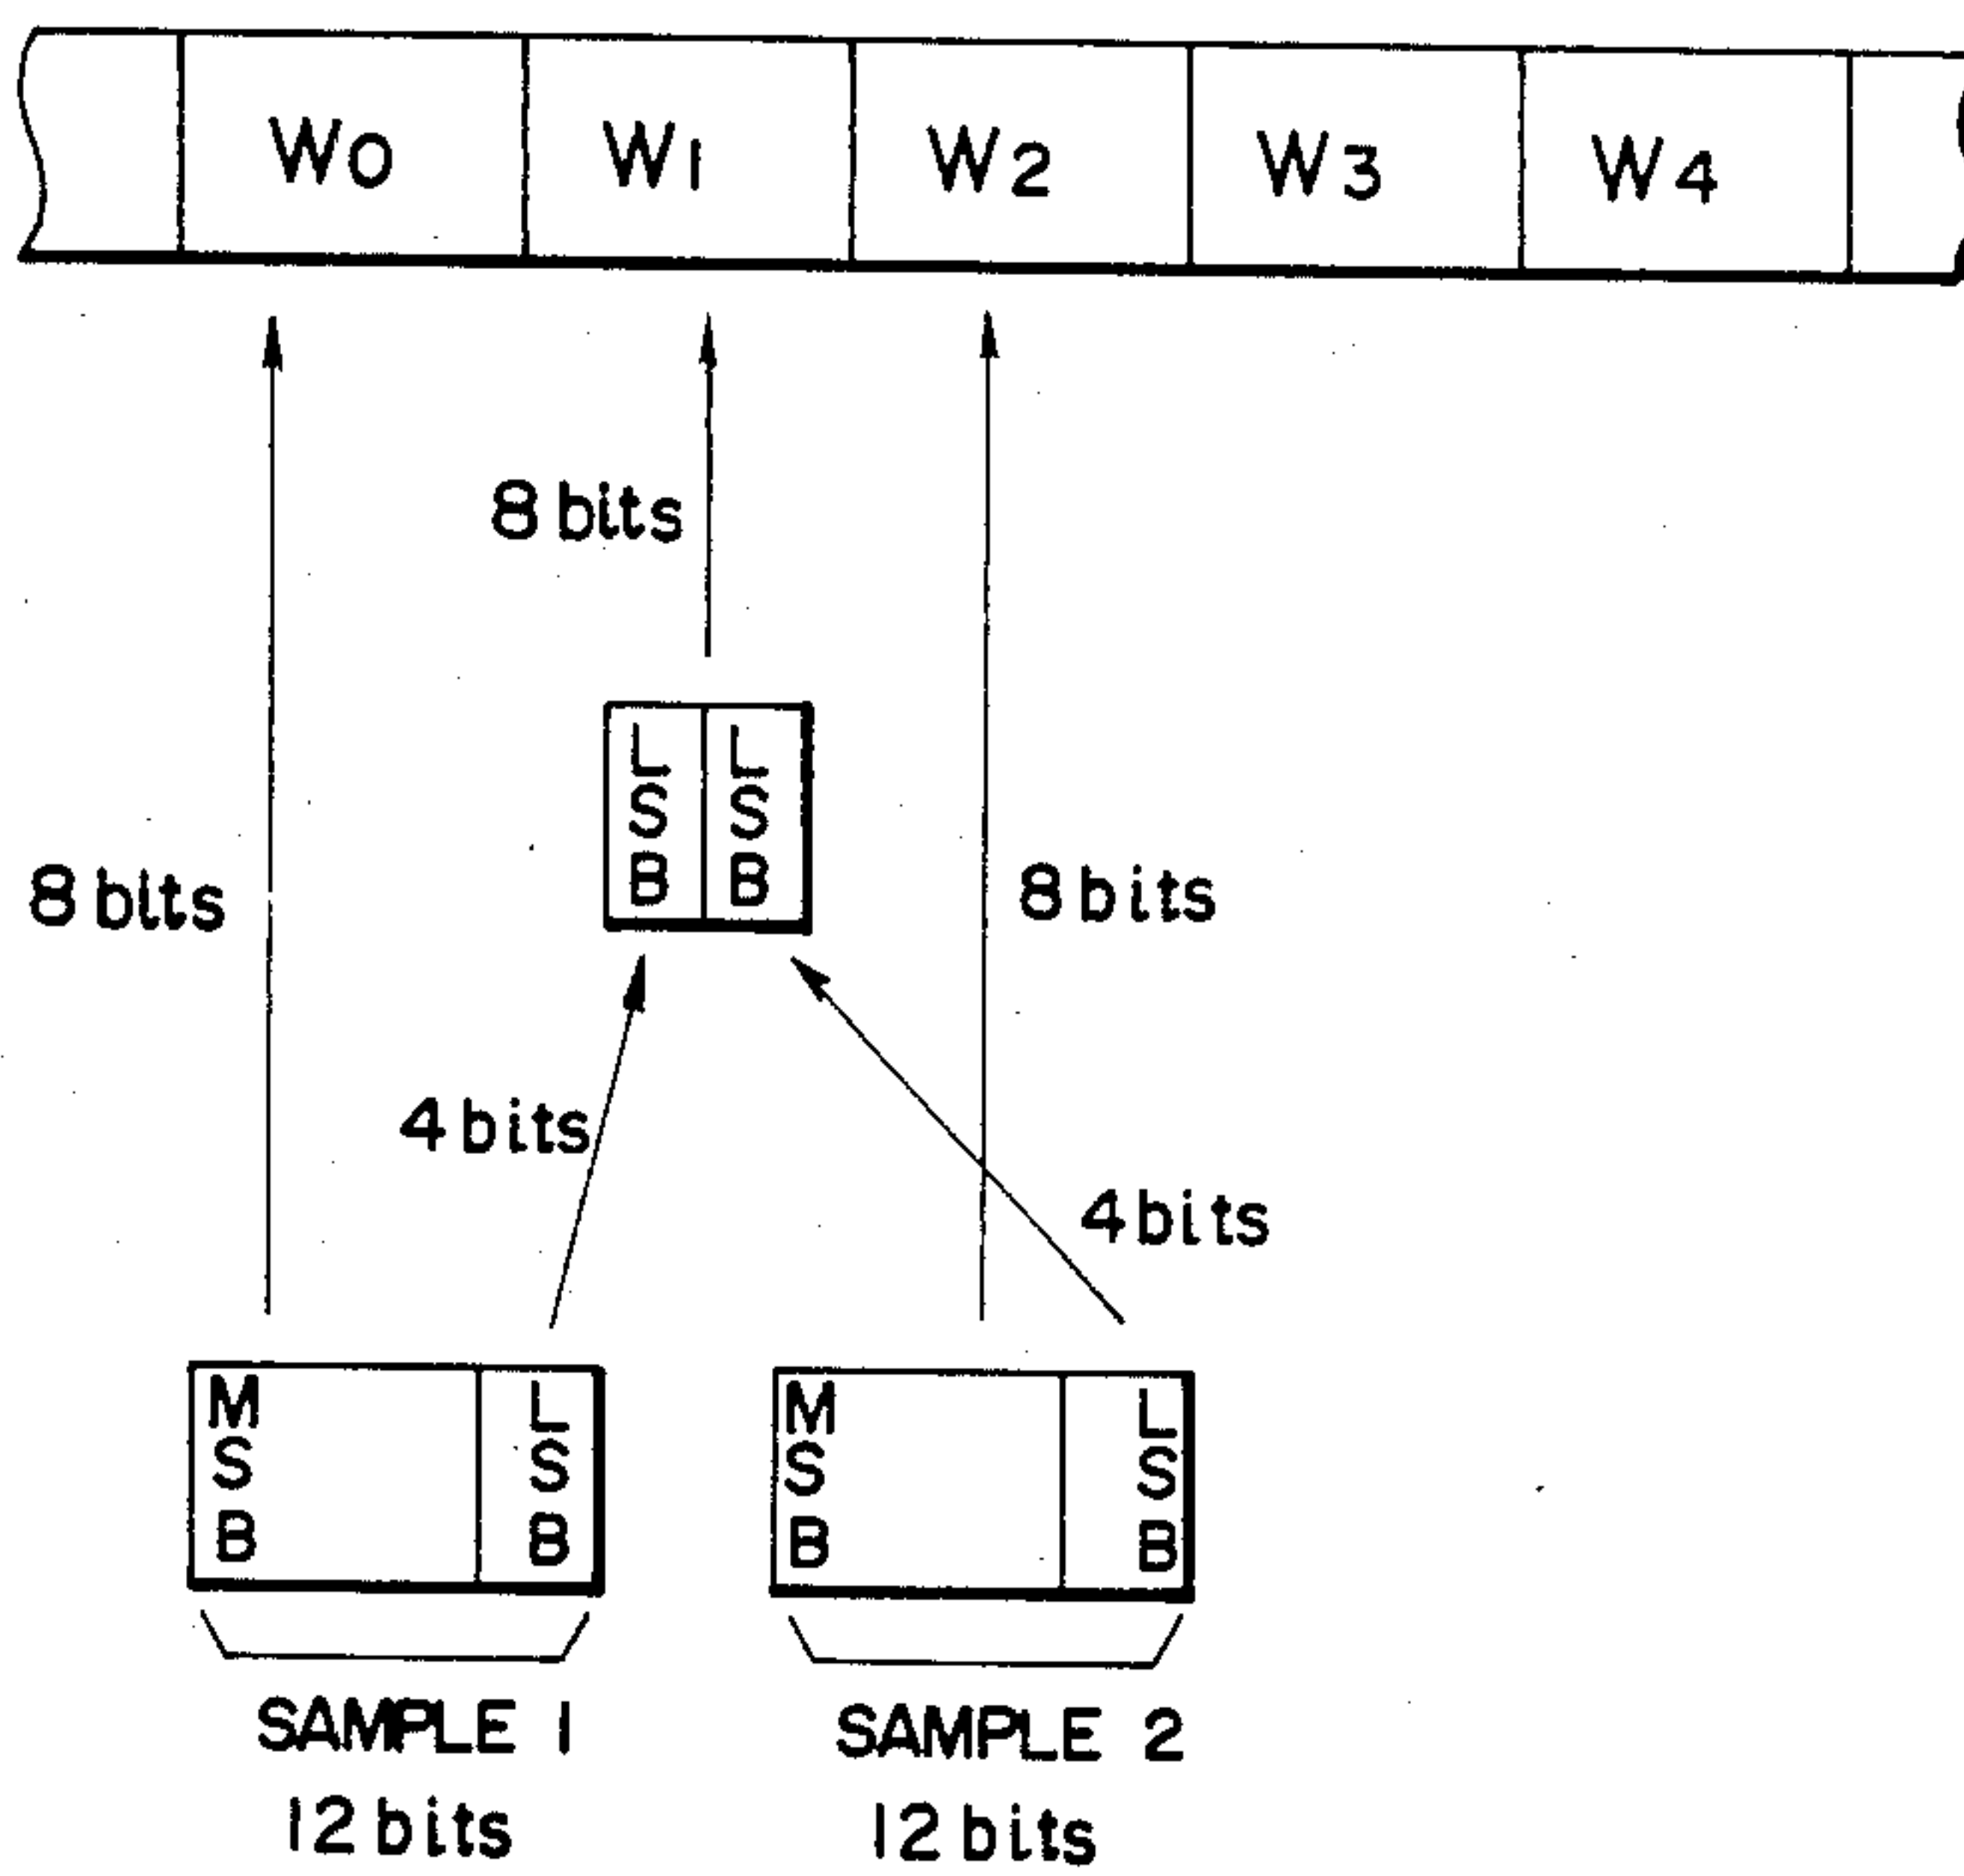 W0 W1 W2 W3 W4
8 bits
L L
S S
B B
8 bits
8 bits
4 bits
4 bits
M L M L
S S S S
B B B B
SAMPLE 1 SAMPLE 2
12 bits 12 bits